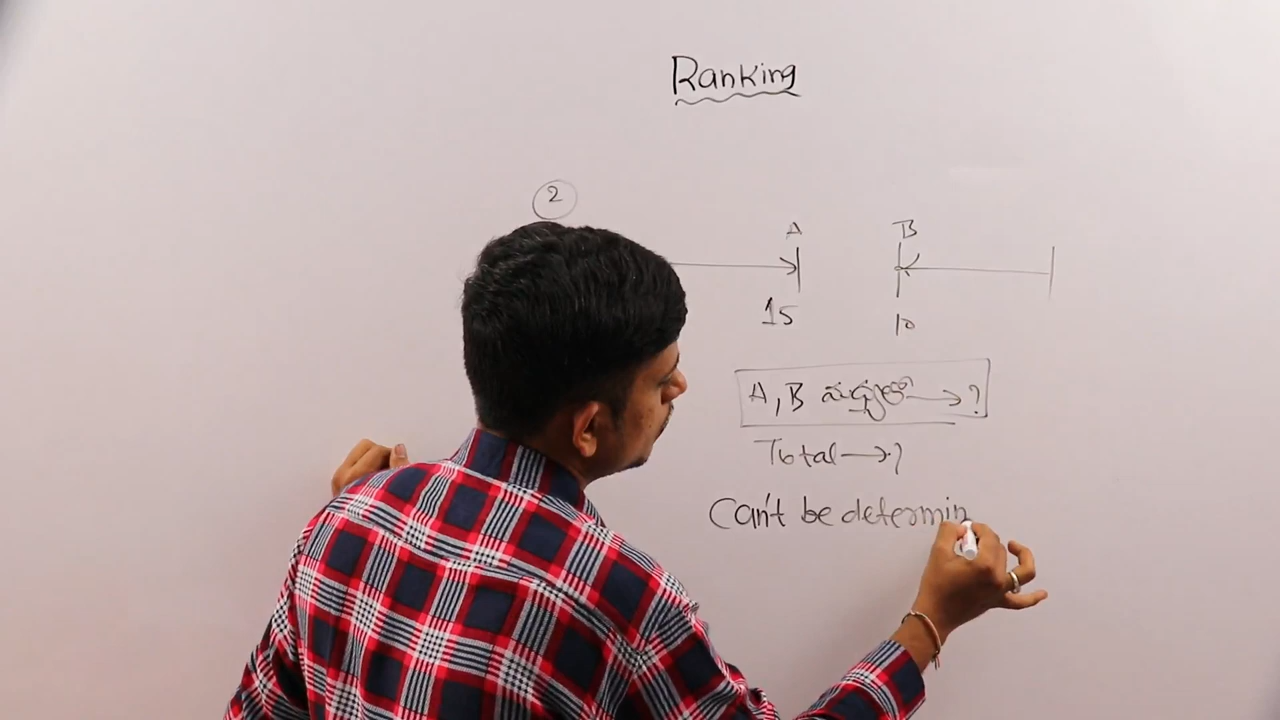 Ranking
2
A B
15 10
A, B మధ్యలో → ?
Total → ?
Can't be determin